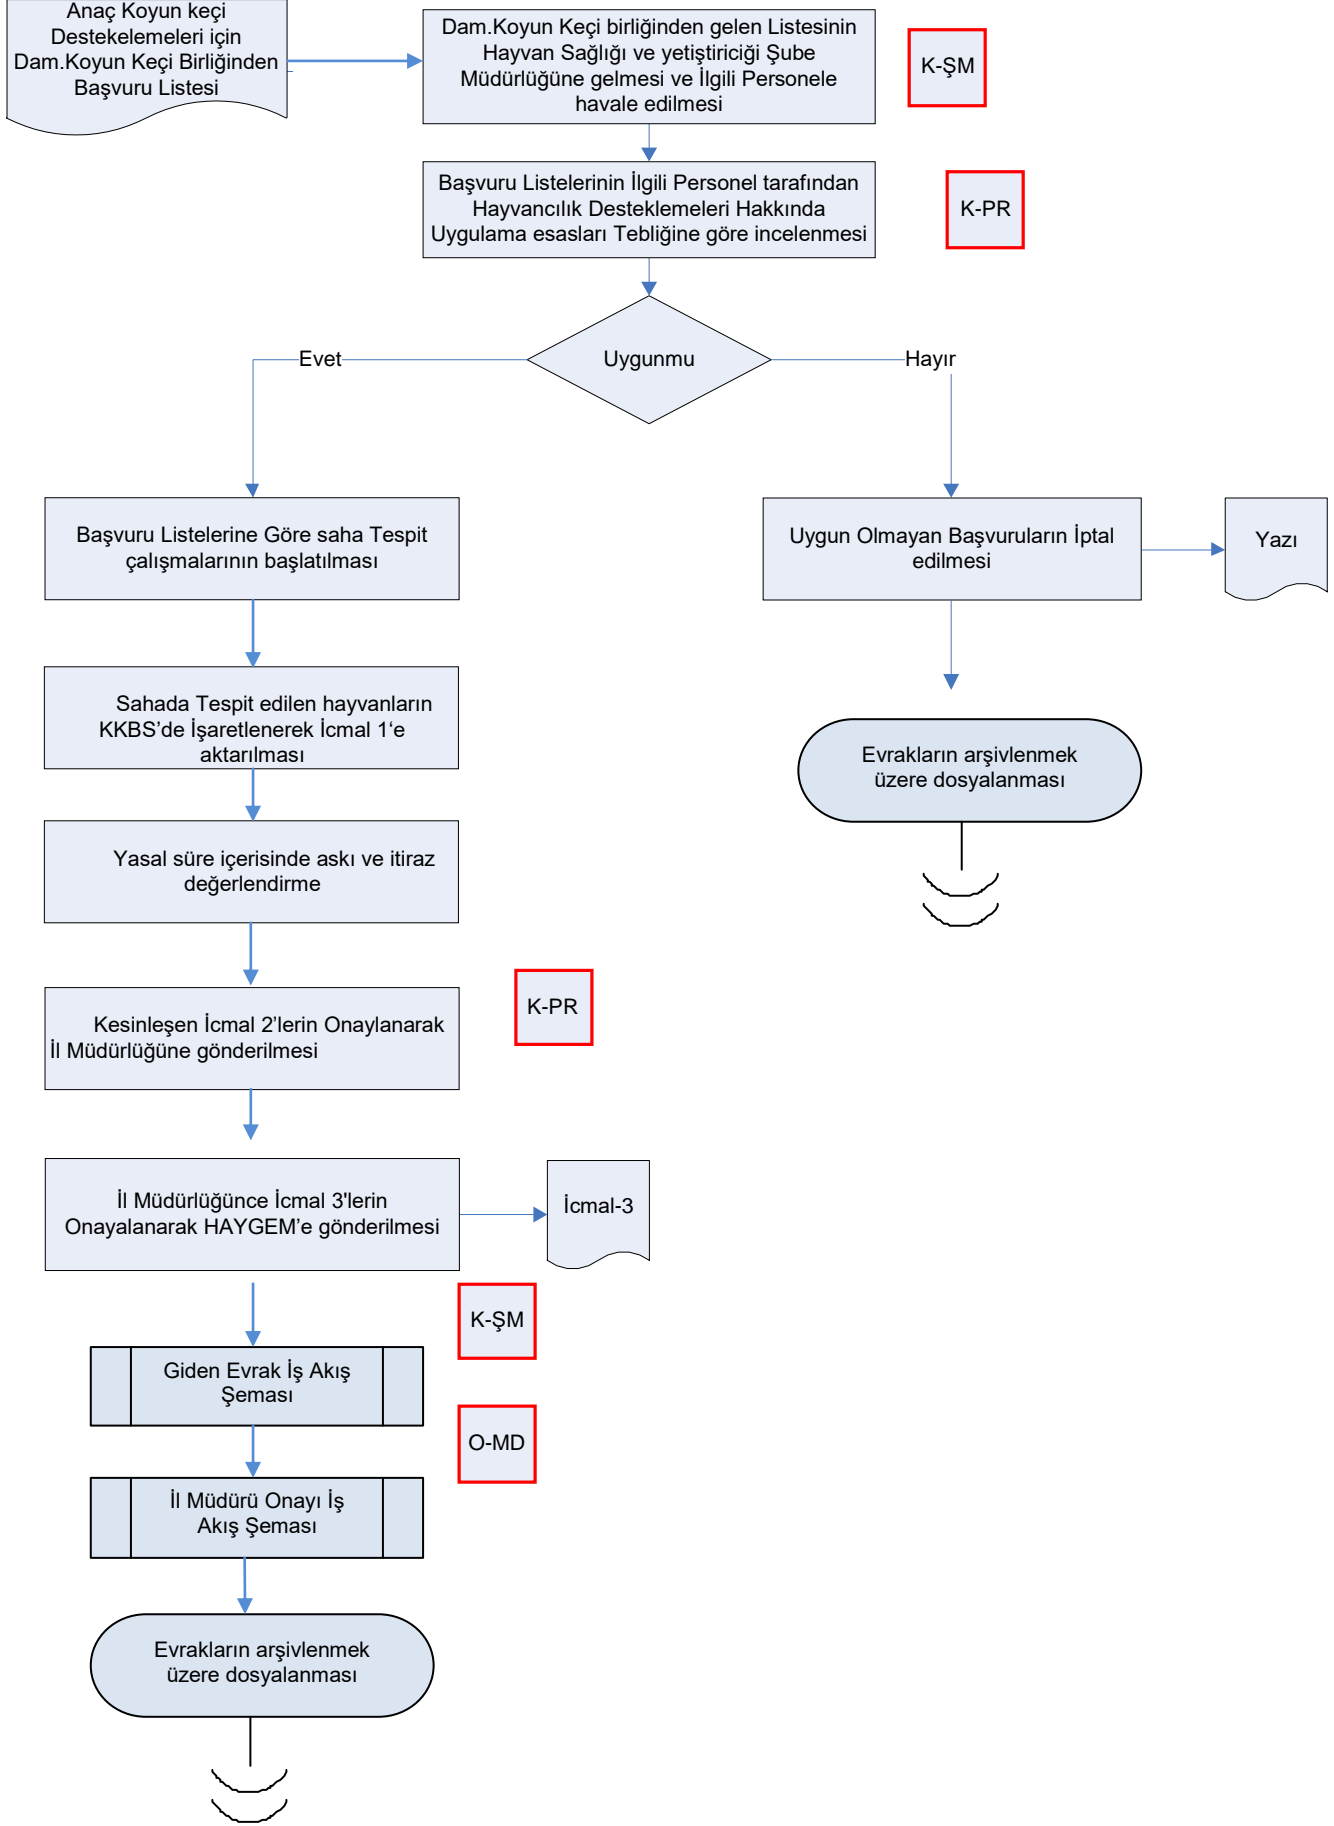 Anaç Koyun keçi
Destekelemeleri için
Dam.Koyun Keçi Birliğinden
Başvuru Listesi
Dam.Koyun Keçi birliğinden gelen Listesinin
Hayvan Sağlığı ve yetiştiriciği Şube
Müdürlüğüne gelmesi ve İlgili Personele
havale edilmesi
K-ŞM
Başvuru Listelerinin İlgili Personel tarafından
Hayvancılık Desteklemeleri Hakkında
Uygulama esasları Tebliğine göre incelenmesi
K-PR
Uygunmu
Evet
Hayır
Başvuru Listelerine Göre saha Tespit
çalışmalarının başlatılması
Uygun Olmayan Başvuruların İptal
edilmesi
Yazı
Sahada Tespit edilen hayvanların
KKBS’de İşaretlenerek İcmal 1‘e
aktarılması
Evrakların arşivlenmek
üzere dosyalanması
Yasal süre içerisinde askı ve itiraz
değerlendirme
Kesinleşen İcmal 2’lerin Onaylanarak
İl Müdürlüğüne gönderilmesi
K-PR
İl Müdürlüğünce İcmal 3'lerin
Onayalanarak HAYGEM’e gönderilmesi
İcmal-3
K-ŞM
Giden Evrak İş Akış
Şeması
O-MD
İl Müdürü Onayı İş
Akış Şeması
Evrakların arşivlenmek
üzere dosyalanması